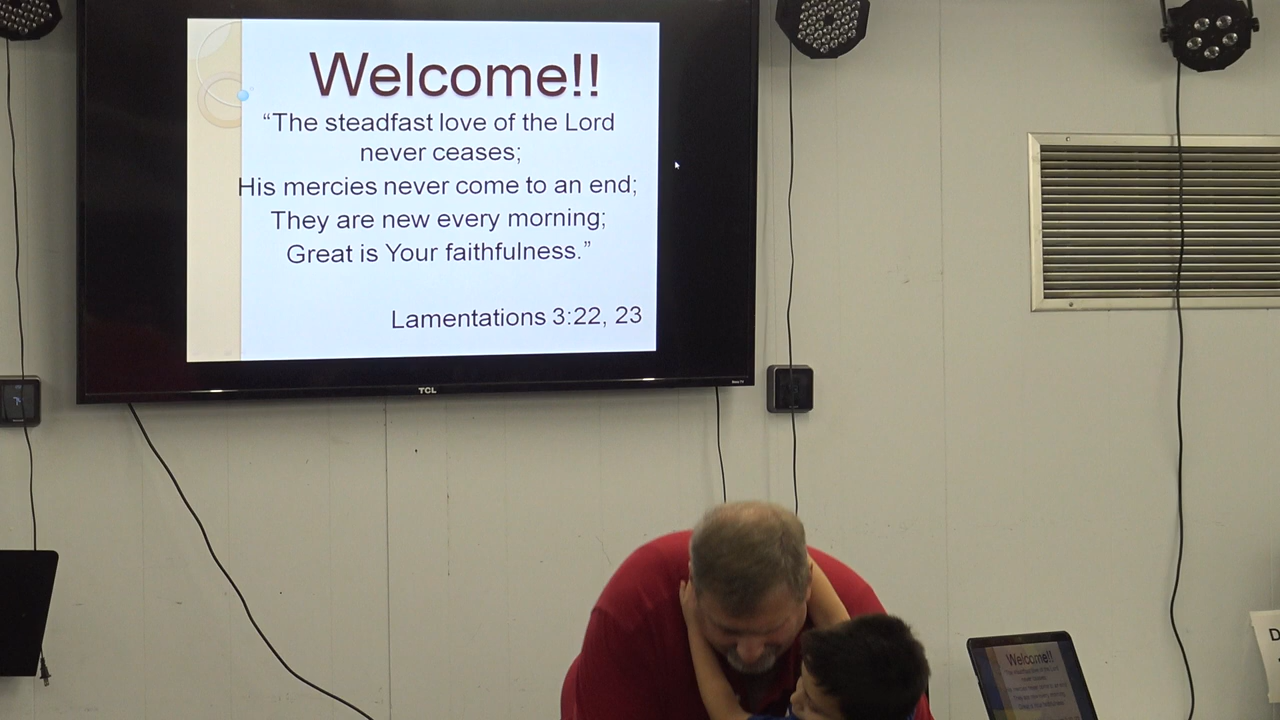 Welcome!!
“The steadfast love of the Lord
never ceases;
His mercies never come to an end;
They are new every morning;
Great is Your faithfulness.”
Lamentations 3:22, 23
TCL
Welcome!!
D